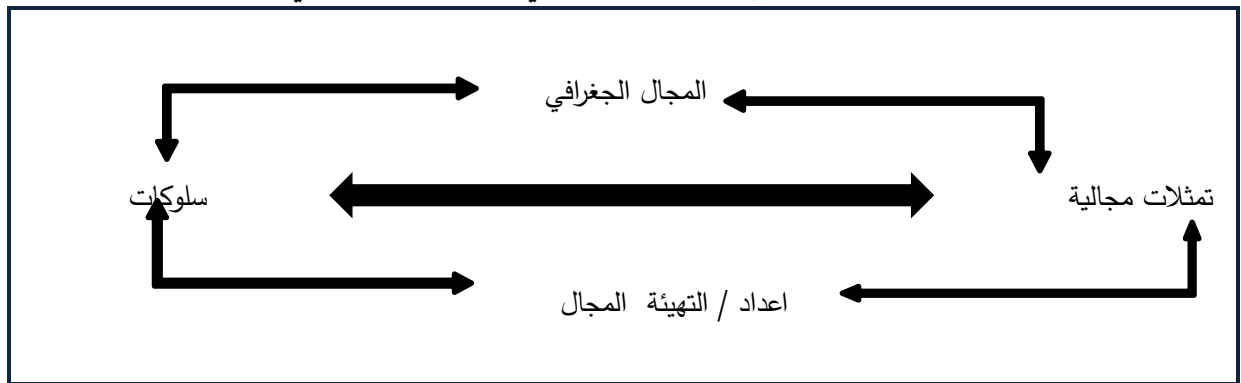 المجال الجغرافي
تمثلات مجالية
سلوكات
اعداد / التهيئة المجال